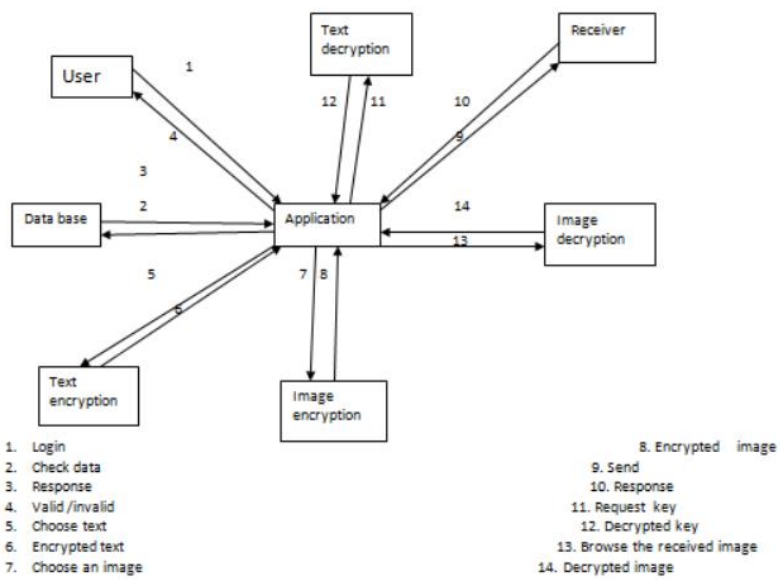 Text
decryption
Receiver
User
1
12
11
10
4
9
3
Data base
2
Application
14
Image
decryption
13
5
7
8
6
Text
encryption
Image
encryption
1. Login
2. Check data
3. Response
4. Valid/invalid
5. Choose text
6. Encrypted text
7. Choose an image
8. Encrypted image
9. Send
10. Response
11. Request key
12. Decrypted key
13. Browse the received image
14. Decrypted image